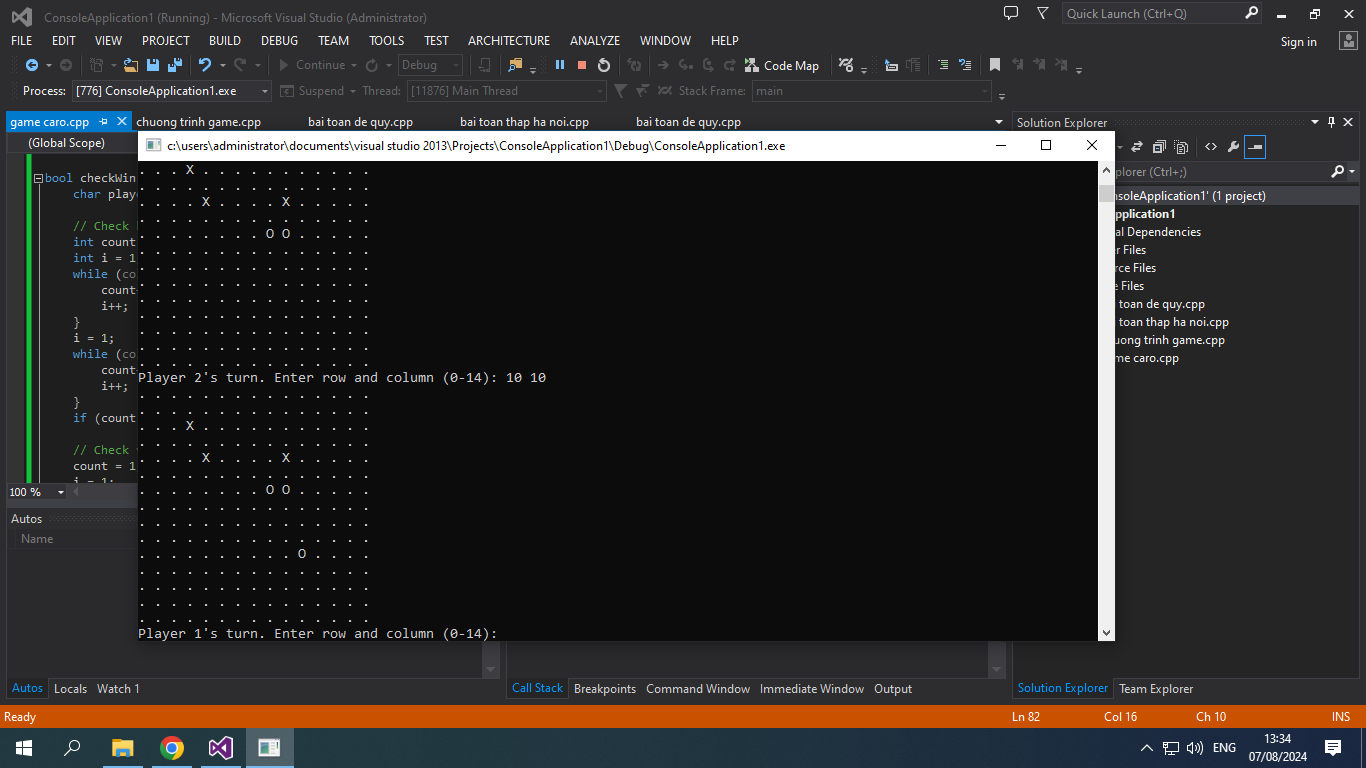 ConsoleApplication1 (Running) - Microsoft Visual Studio (Administrator)
Quick Launch (Ctrl+Q)
FILE EDIT VIEW PROJECT BUILD DEBUG TEAM TOOLS TEST ARCHITECTURE ANALYZE WINDOW HELP
Sign in
Continue Debug Code Map
Process: [776] ConsoleApplication1.exe Suspend Thread: [11876] Main Thread Stack Frame: main
game caro.cpp chuong trinh game.cpp bai toan de quy.cpp bai toan thap ha noi.cpp bai toan de quy.cpp
Solution Explorer
(Global Scope)
c:\users\administrator\documents\visual studio 2013\Projects\ConsoleApplication1\Debug\ConsoleApplication1.exe
plorer (Ctrl+;)
bool checkWin
char playe
// Check
int count
int i = 1
while (co
count
i++;
}
i = 1;
while (co
count
i++;
}
if (count
// Check
count = 1
i = 1;
. . . X . . . . . . . . . . .
. . . . . . . . . . . . . . .
. . . . X . . . . X . . . . .
. . . . . . . . . . . . . . .
. . . . . . . . O O . . . . .
. . . . . . . . . . . . . . .
. . . . . . . . . . . . . . .
. . . . . . . . . . . . . . .
. . . . . . . . . . . . . . .
. . . . . . . . . . . . . . .
. . . . . . . . . . . . . . .
. . . . . . . . . . . . . . .
. . . . . . . . . . . . . . .
Player 2's turn. Enter row and column (0-14): 10 10
. . . . . . . . . . . . . . .
. . . . . . . . . . . . . . .
. . . X . . . . . . . . . . .
. . . . . . . . . . . . . . .
. . . . X . . . . X . . . . .
. . . . . . . . . . . . . . .
. . . . . . . . O O . . . . .
. . . . . . . . . . . . . . .
. . . . . . . . . . . . . . .
. . . . . . . . . . . . . . .
. . . . . . . . . . O . . . .
. . . . . . . . . . . . . . .
. . . . . . . . . . . . . . .
. . . . . . . . . . . . . . .
. . . . . . . . . . . . . . .
Player 1's turn. Enter row and column (0-14):
nsoleApplication1' (1 project)
pplication1
al Dependencies
er Files
rce Files
e Files
toan de quy.cpp
toan thap ha noi.cpp
uong trinh game.cpp
me caro.cpp
100 %
Autos
Name
Autos Locals Watch 1
Call Stack Breakpoints Command Window Immediate Window Output
Solution Explorer Team Explorer
Ready Ln 82 Col 16 Ch 10 INS
ENG
13:34
07/08/2024